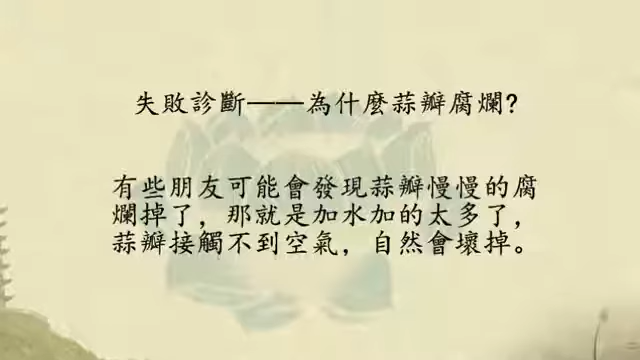 失敗診斷——為什麼蒜瓣腐爛?
有些朋友可能會發現蒜瓣慢慢的腐
爛掉了，那就是加水加的太多了，
蒜瓣接觸不到空氣，自然會壞掉。